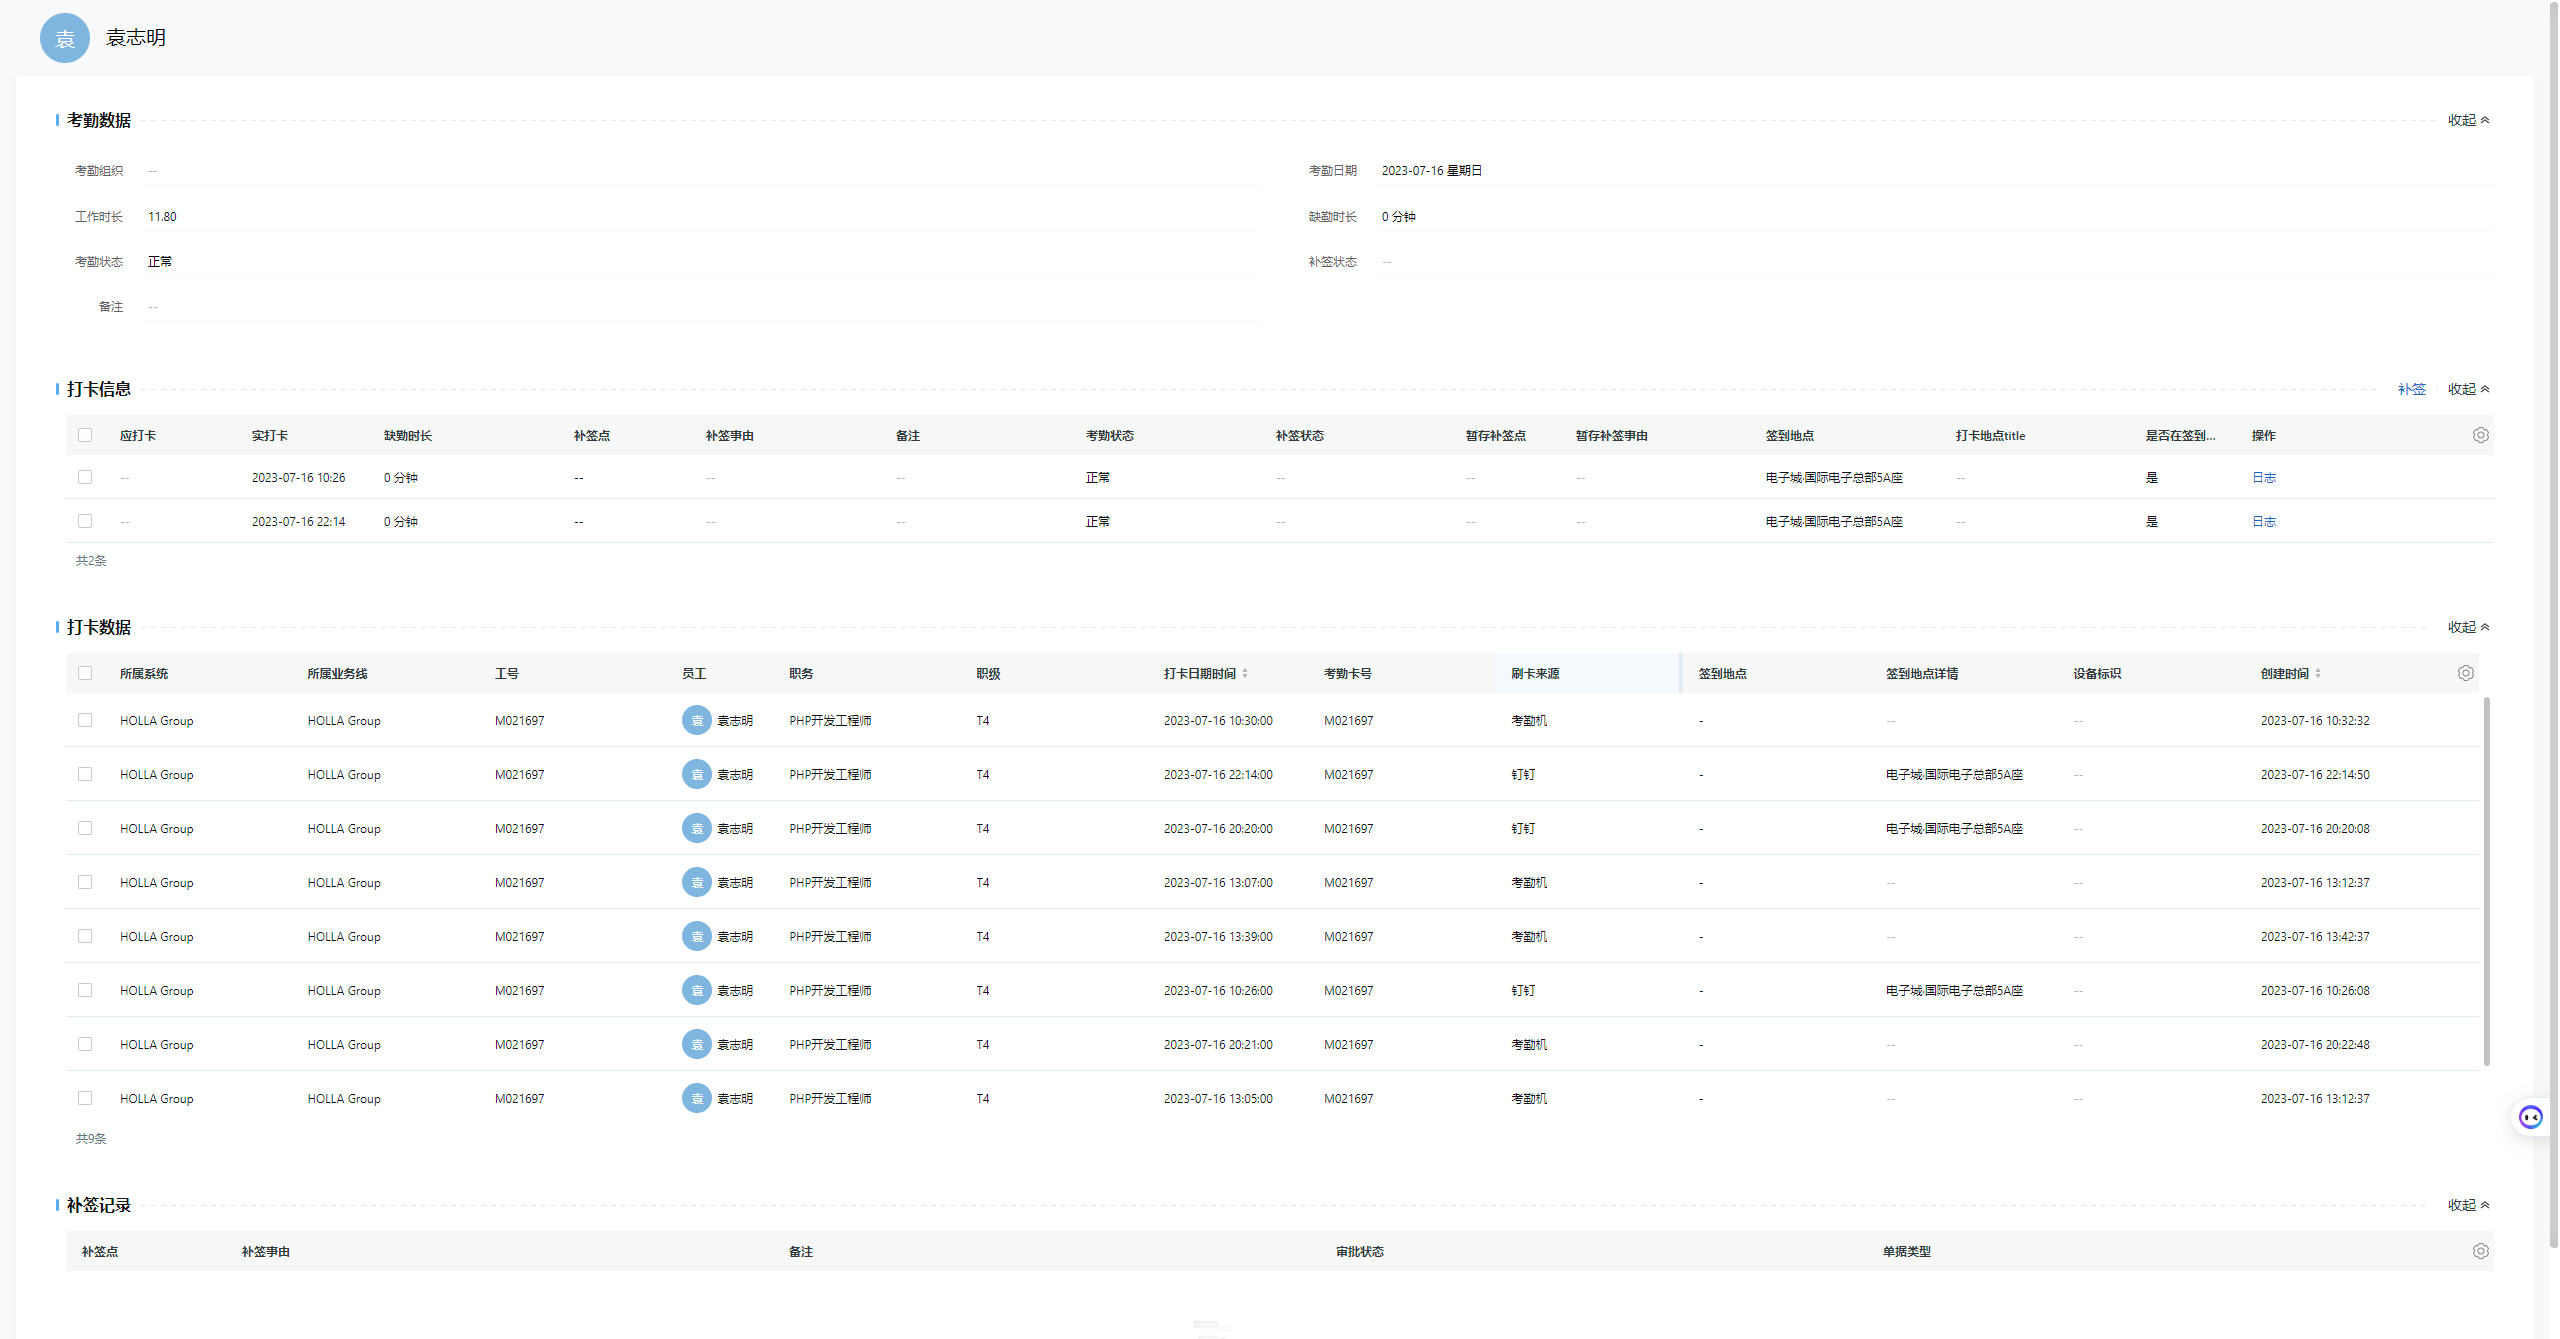 袁 袁志明
考勤数据 收起
考勤组织 -- 考勤日期 2023-07-16 星期日
工作时长 11.80 缺勤时长 0 分钟
考勤状态 正常 补签状态 --
备注 --
打卡信息 补签 收起
应打卡 实打卡 缺勤时长 补签点 补签事由 备注 考勤状态 补签状态 暂存补签点 暂存补签事由 签到地点 打卡地点title 是否在签到... 操作
-- 2023-07-16 10:26 0 分钟 -- -- -- 正常 -- -- -- 电子城·国际电子总部5A座 -- 是 日志
-- 2023-07-16 22:14 0 分钟 -- -- -- 正常 -- -- -- 电子城·国际电子总部5A座 -- 是 日志
共2条
打卡数据 收起
所属系统 所属业务线 工号 员工 职务 职级 打卡日期时间 考勤卡号 刷卡来源 签到地点 签到地点详情 设备标识 创建时间
HOLLA Group HOLLA Group M021697 袁 袁志明 PHP开发工程师 T4 2023-07-16 10:30:00 M021697 考勤机 - -- -- 2023-07-16 10:32:32
HOLLA Group HOLLA Group M021697 袁 袁志明 PHP开发工程师 T4 2023-07-16 22:14:00 M021697 钉钉 - 电子城·国际电子总部5A座 -- 2023-07-16 22:14:50
HOLLA Group HOLLA Group M021697 袁 袁志明 PHP开发工程师 T4 2023-07-16 20:20:00 M021697 钉钉 - 电子城·国际电子总部5A座 -- 2023-07-16 20:20:08
HOLLA Group HOLLA Group M021697 袁 袁志明 PHP开发工程师 T4 2023-07-16 13:07:00 M021697 考勤机 - -- -- 2023-07-16 13:12:37
HOLLA Group HOLLA Group M021697 袁 袁志明 PHP开发工程师 T4 2023-07-16 13:39:00 M021697 考勤机 - -- -- 2023-07-16 13:42:37
HOLLA Group HOLLA Group M021697 袁 袁志明 PHP开发工程师 T4 2023-07-16 10:26:00 M021697 钉钉 - 电子城·国际电子总部5A座 -- 2023-07-16 10:26:08
HOLLA Group HOLLA Group M021697 袁 袁志明 PHP开发工程师 T4 2023-07-16 20:21:00 M021697 考勤机 - -- -- 2023-07-16 20:22:48
HOLLA Group HOLLA Group M021697 袁 袁志明 PHP开发工程师 T4 2023-07-16 13:05:00 M021697 考勤机 - -- -- 2023-07-16 13:12:37
共9条
补签记录 收起
补签点 补签事由 备注 审批状态 单据类型